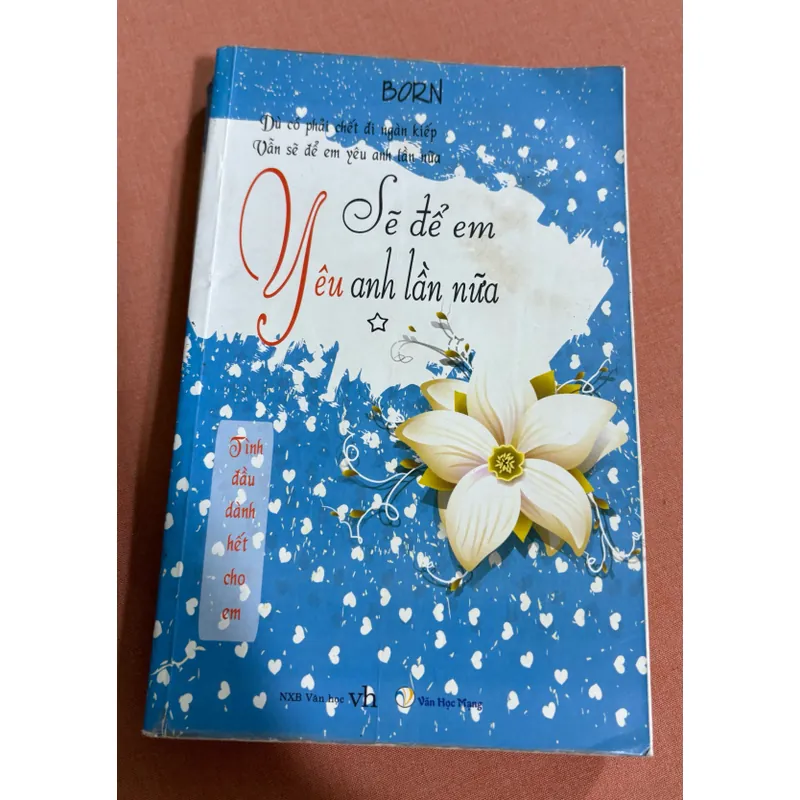 BORN
Dù có phải chết đi ngàn kiếp
Vẫn sẽ để em yêu anh lần nữa
Sẽ để em
Yêu anh lần nữa
Tình
đầu
dành
hết
cho
em
NXB Văn học vh Văn Học Mạng